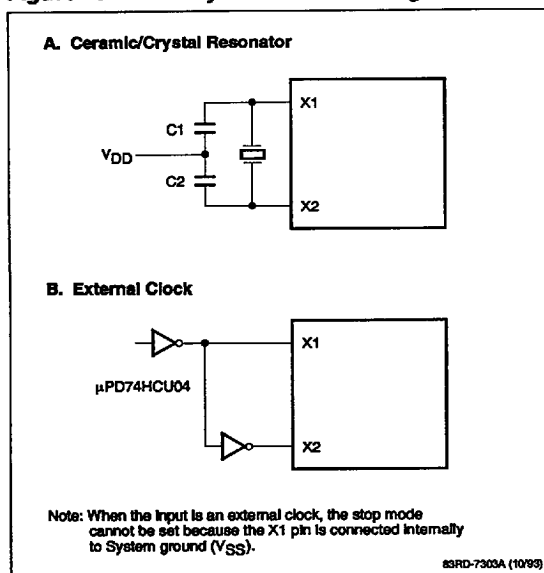 A. Ceramic/Crystal Resonator
X1
C1
VDD
C2
X2
B. External Clock
X1
μPD74HCU04
X2
Note: When the input is an external clock, the stop mode
cannot be set because the X1 pin is connected internally
to System ground (VSS).
83RD-7303A (10/93)